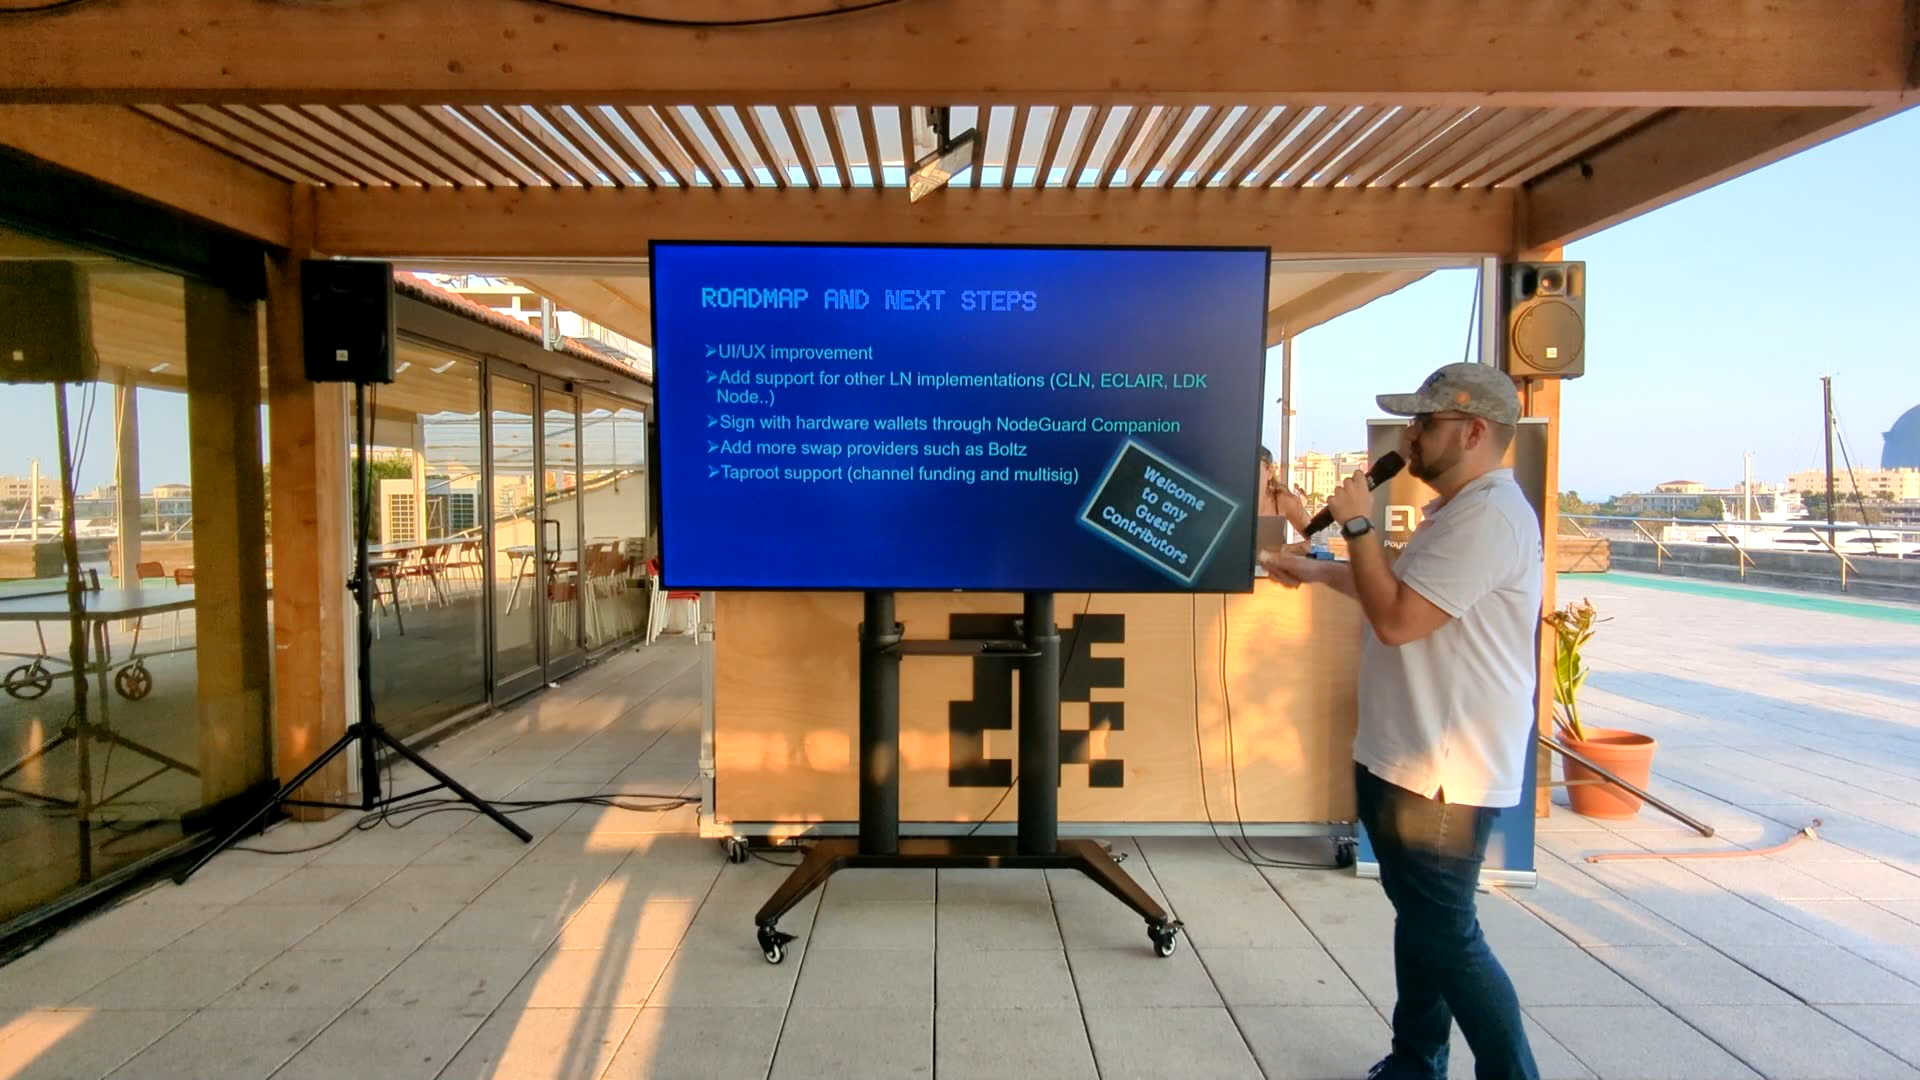 ROADMAP AND NEXT STEPS
➢UI/UX improvement
➢Add support for other LN implementations (CLN, ECLAIR, LDK
Node..)
➢Sign with hardware wallets through NodeGuard Companion
➢Add more swap providers such as Boltz
➢Taproot support (channel funding and multisig)
Welcome
to any
Guest
Contributors